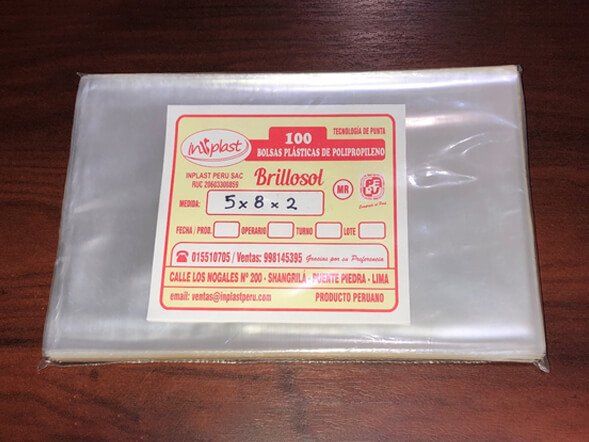 inplast
100
TECNOLOGÍA DE PUNTA
BOLSAS PLÁSTICAS DE POLIPROPILENO
INPLAST PERU SAC
RUC 20603300859
Brillosol
MR
MEDIDA: 5 x 8 x 2
FECHA / PROD. OPERARIO TURNO LOTE
015510705 / Ventas: 998145395 Gracias por su Preferencia
CALLE LOS NOGALES Nº 200 - SHANGRILÁ - PUENTE PIEDRA - LIMA
email: ventas@inplastperu.com PRODUCTO PERUANO